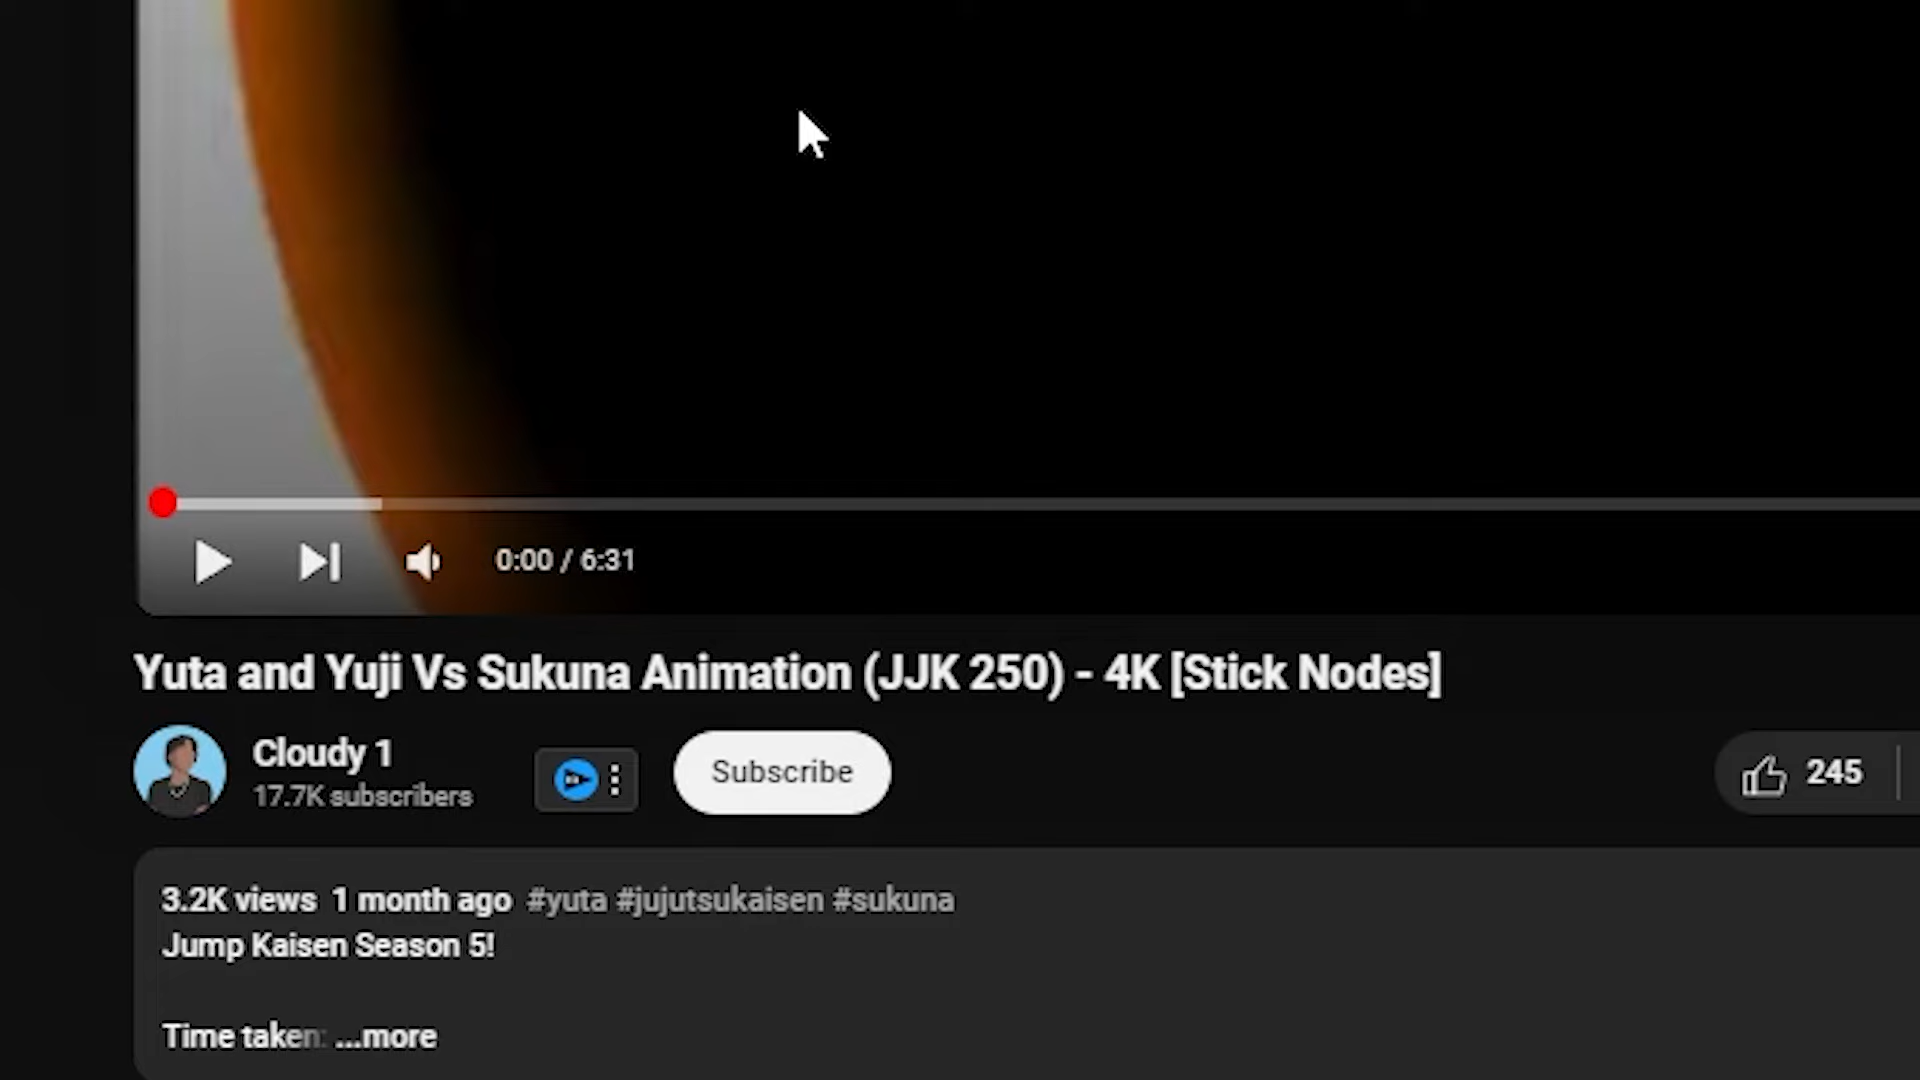 0:00 / 6:31
Yuta and Yuji Vs Sukuna Animation (JJK 250) - 4K [Stick Nodes]
Cloudy 1
17.7K subscribers
Subscribe
245
3.2K views 1 month ago #yuta #jujutsukaisen #sukuna
Jump Kaisen Season 5!
Time taken: ...more